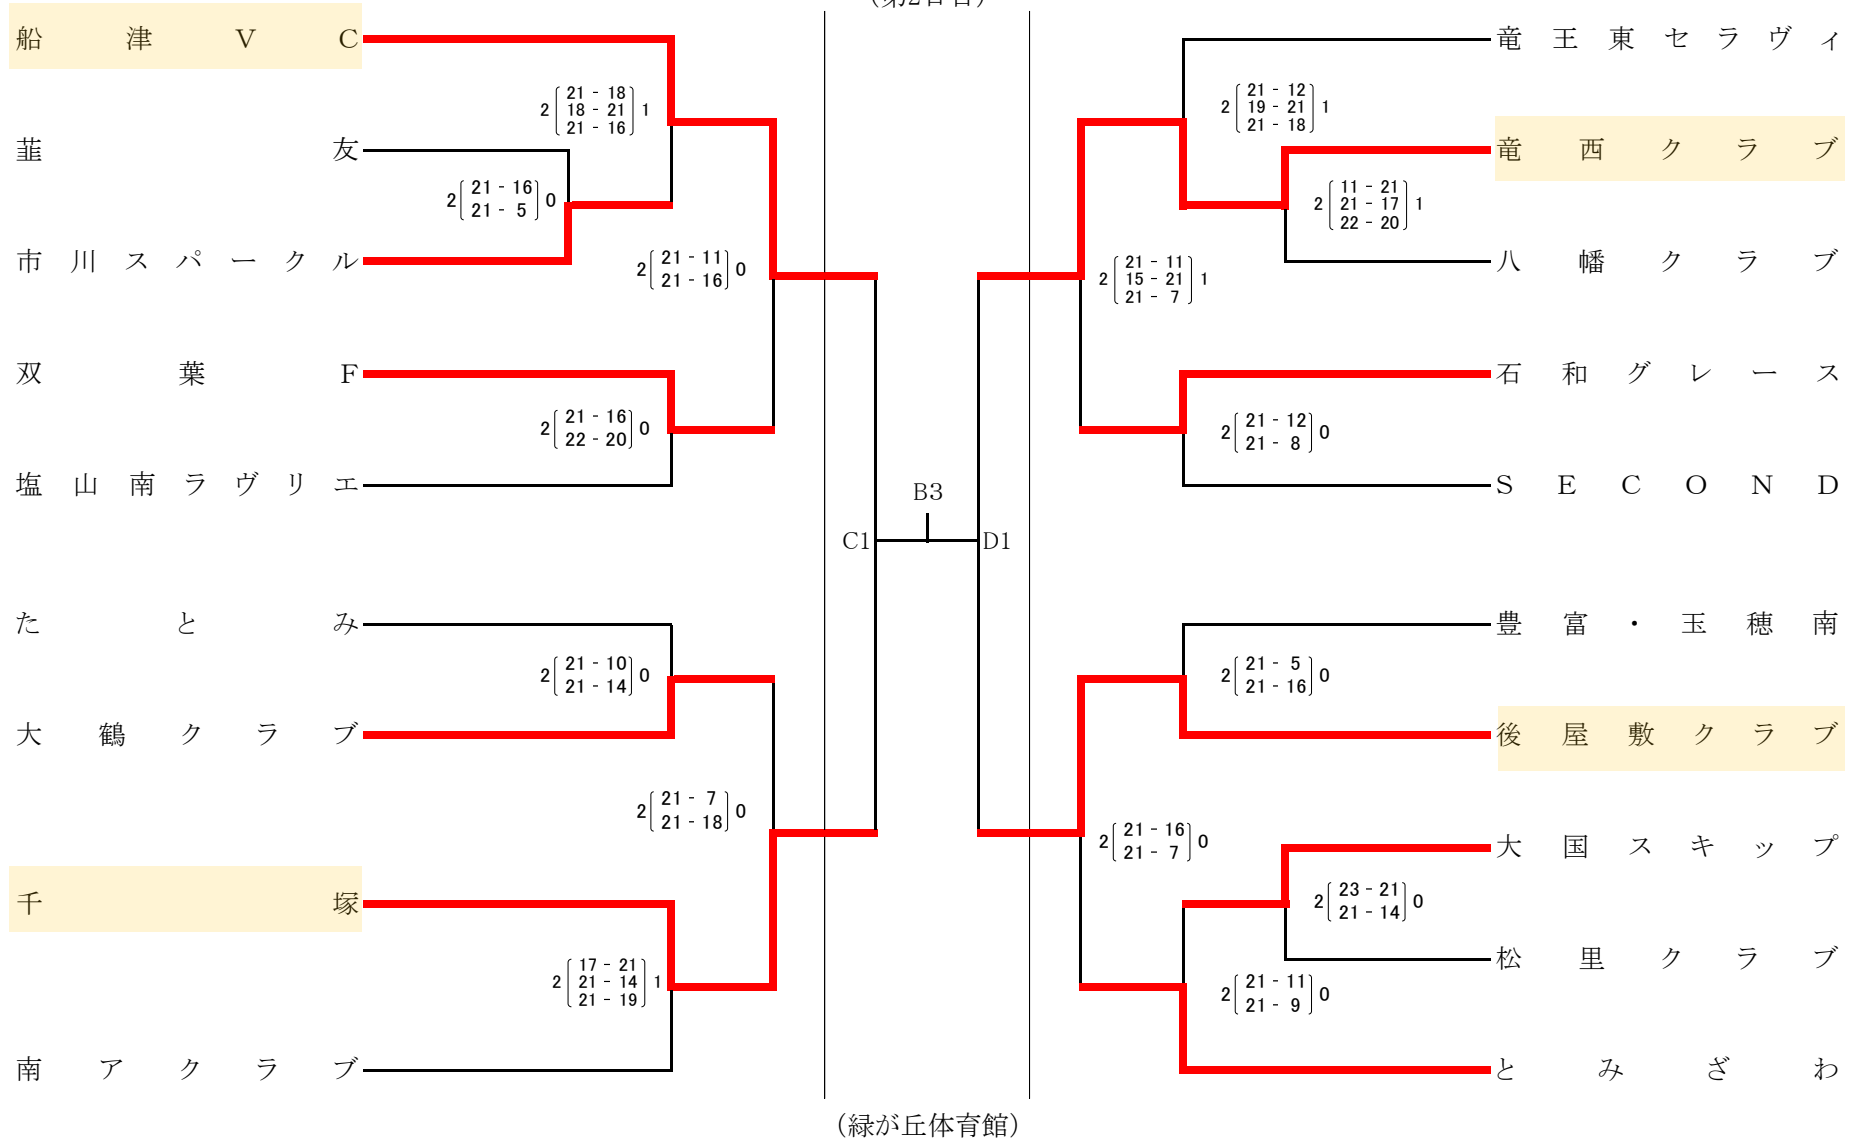 (第2日目)
船津VC
韮友
市川スパークル
双葉F
塩山南ラヴリエ
たとみ
大鶴クラブ
千塚
南アクラブ
2 21 - 18 1
18 - 21
21 - 16
2 21 - 16 0
21 - 5
2 21 - 11 0
21 - 16
2 21 - 16 0
22 - 20
2 21 - 10 0
21 - 14
2 21 - 7 0
21 - 18
2 17 - 21 1
21 - 14
21 - 19
C1
B3
D1
2 21 - 12 1
19 - 21
21 - 18
2 11 - 21 1
21 - 17
22 - 20
2 21 - 11 1
15 - 21
21 - 7
2 21 - 12 0
21 - 8
2 21 - 5 0
21 - 16
2 21 - 16 0
21 - 7
2 23 - 21 0
21 - 14
2 21 - 11 0
21 - 9
竜王東セラヴィ
竜西クラブ
八幡クラブ
石和グレース
SECOND
豊富・玉穂南
後屋敷クラブ
大国スキップ
松里クラブ
とみざわ
(緑が丘体育館)